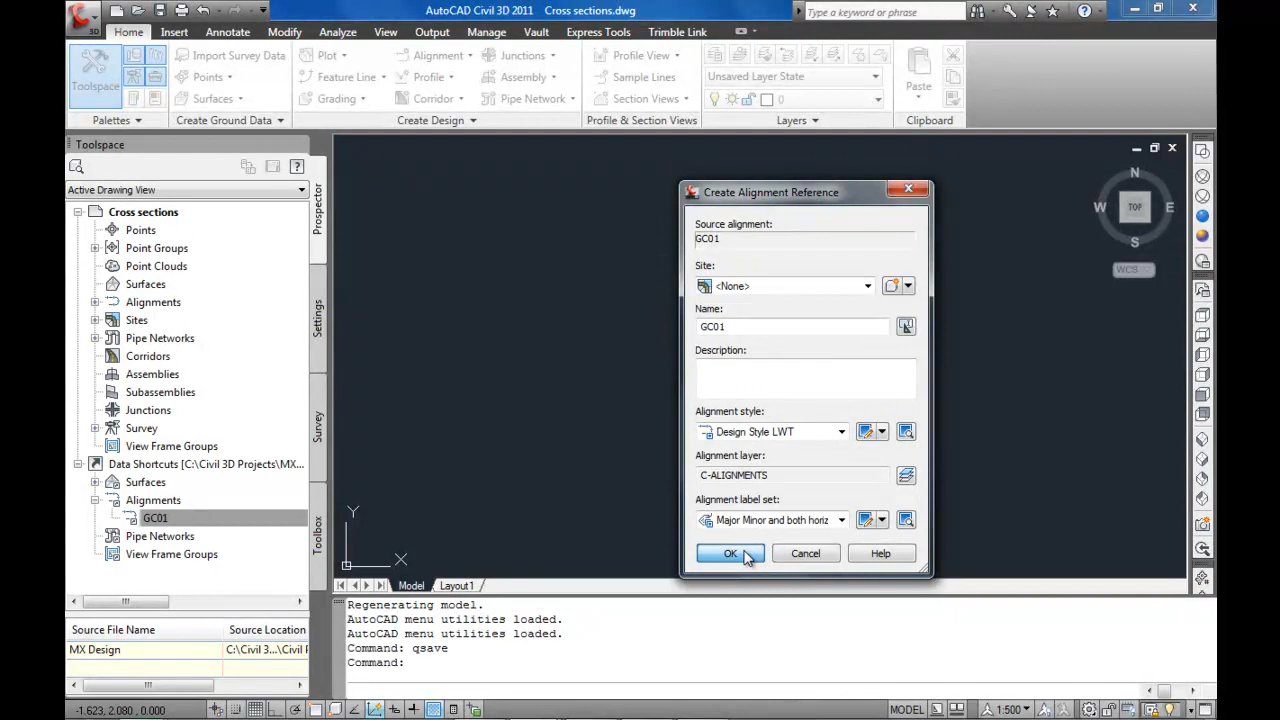 AutoCAD Civil 3D 2011 Cross sections.dwg
Type a keyword or phrase
3D
Home Insert Annotate Modify Analyze View Output Manage Vault Express Tools Trimble Link
Toolspace
Import Survey Data
Points
Surfaces
Plot
Feature Line
Grading
Alignment
Profile
Corridor
Junctions
Assembly
Pipe Network
Profile View
Sample Lines
Section Views
Unsaved Layer State
0
Paste
Palettes Create Ground Data Create Design Profile & Section Views Layers Clipboard
Toolspace
Active Drawing View
Cross sections
Points
Point Groups
Point Clouds
Surfaces
Alignments
Sites
Pipe Networks
Corridors
Assemblies
Subassemblies
Junctions
Survey
View Frame Groups
Data Shortcuts [C:\Civil 3D Projects\MX...
Surfaces
Alignments
GC01
Pipe Networks
View Frame Groups
Source File Name Source Location
MX Design C:\Civil 3...\Civil F
Prospector
Settings
Survey
Toolbox
Create Alignment Reference
Source alignment:
GC01
Site:
<None>
Name:
GC01
Description:
Alignment style:
Design Style LWT
Alignment layer:
C-ALIGNMENTS
Alignment label set:
Major Minor and both horiz
OK Cancel Help
N
W TOP E
S
WCS
Y
X
Model Layout1
Regenerating model.
AutoCAD menu utilities loaded.
AutoCAD menu utilities loaded.
Command: qsave
Command:
-1.623, 2.080, 0.000
MODEL
1:500